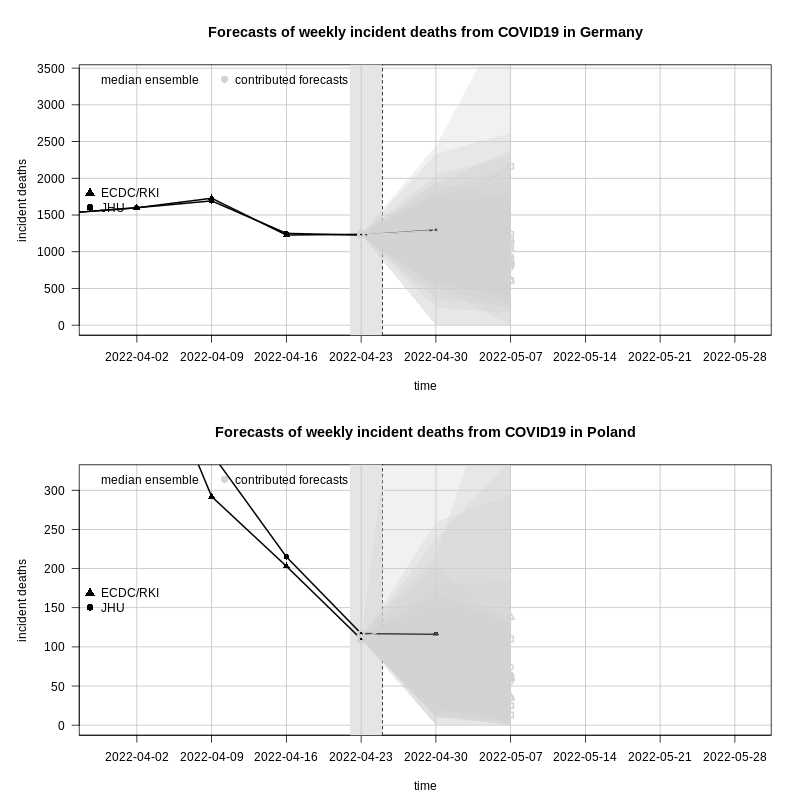 Forecasts of weekly incident deaths from COVID19 in Germany
median ensemble contributed forecasts
3500
3000
2500
2000
1500
1000
500
0
incident deaths
ECDC/RKI
JHU
2022-04-02 2022-04-09 2022-04-16 2022-04-23 2022-04-30 2022-05-07 2022-05-14 2022-05-21 2022-05-28
time
Forecasts of weekly incident deaths from COVID19 in Poland
median ensemble contributed forecasts
300
250
200
150
100
50
0
incident deaths
ECDC/RKI
JHU
2022-04-02 2022-04-09 2022-04-16 2022-04-23 2022-04-30 2022-05-07 2022-05-14 2022-05-21 2022-05-28
time